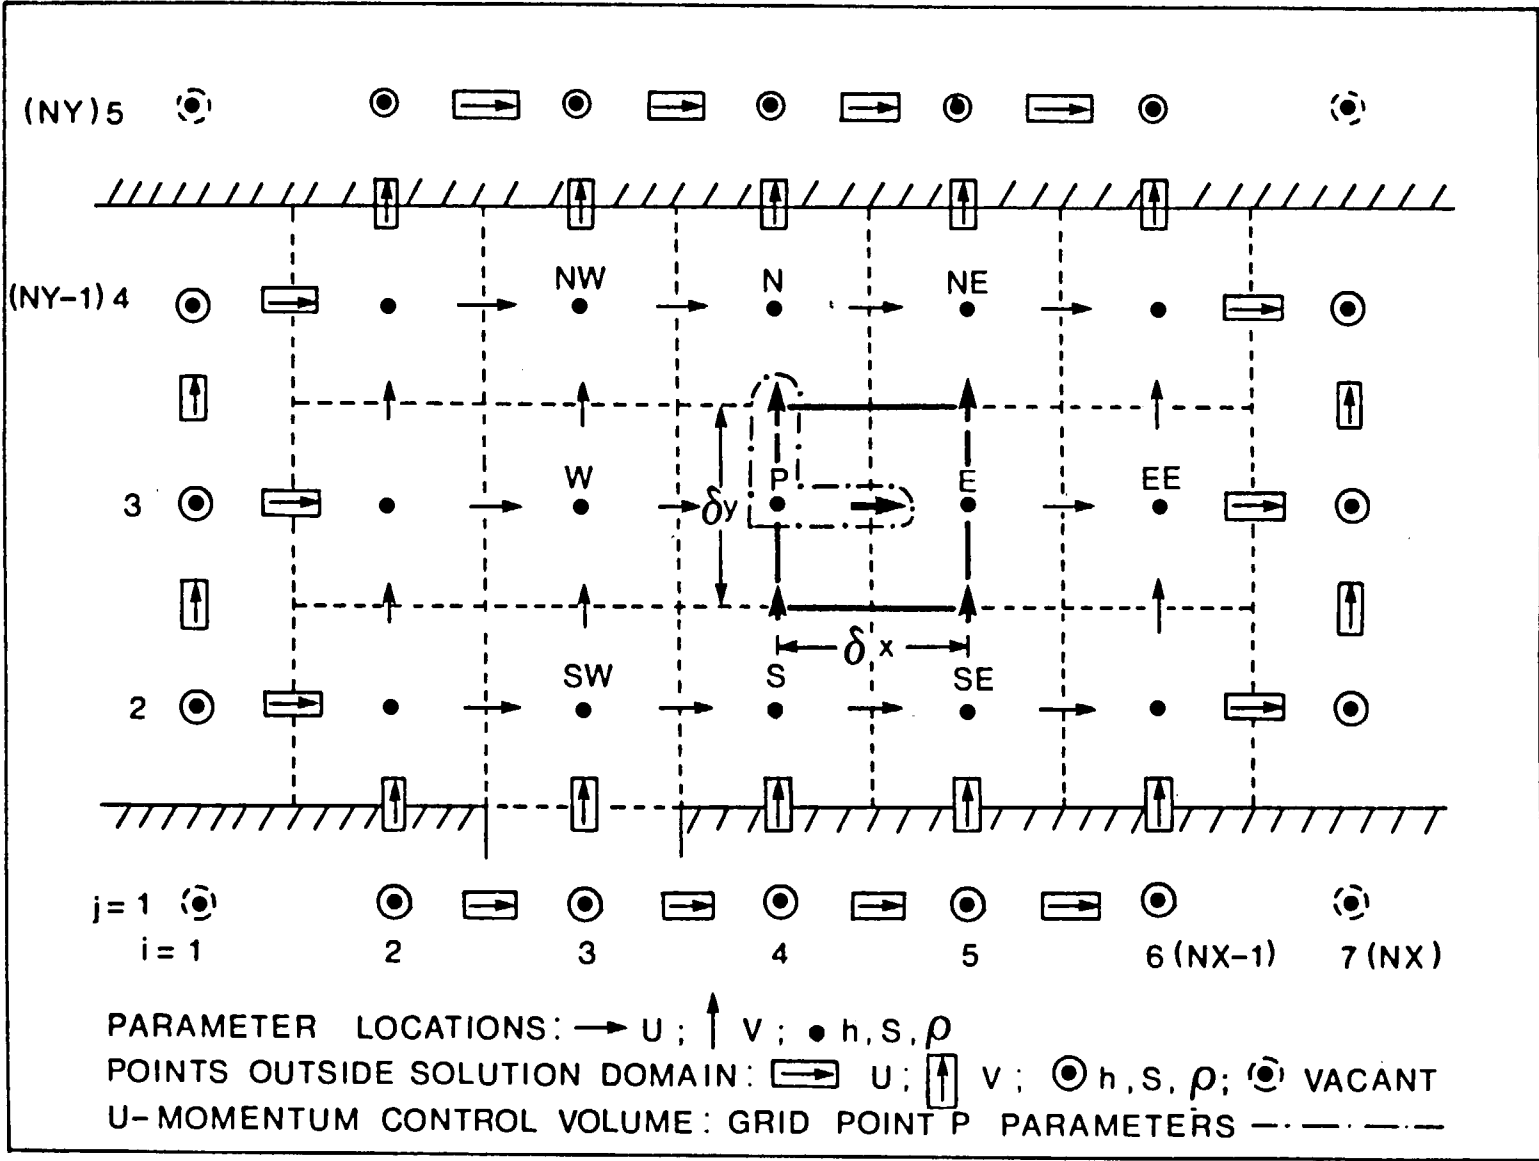 (NY) 5
NW N NE
(NY-1) 4
W P E EE
3
δy
δ x
SW S SE
2
j = 1
i = 1 2 3 4 5 6 (NX-1) 7 (NX)
PARAMETER LOCATIONS: → U ; ↑ V ; ● h, S, ρ
POINTS OUTSIDE SOLUTION DOMAIN: U; V; h, S, ρ; VACANT
U-MOMENTUM CONTROL VOLUME: GRID POINT P PARAMETERS —·—·—·—